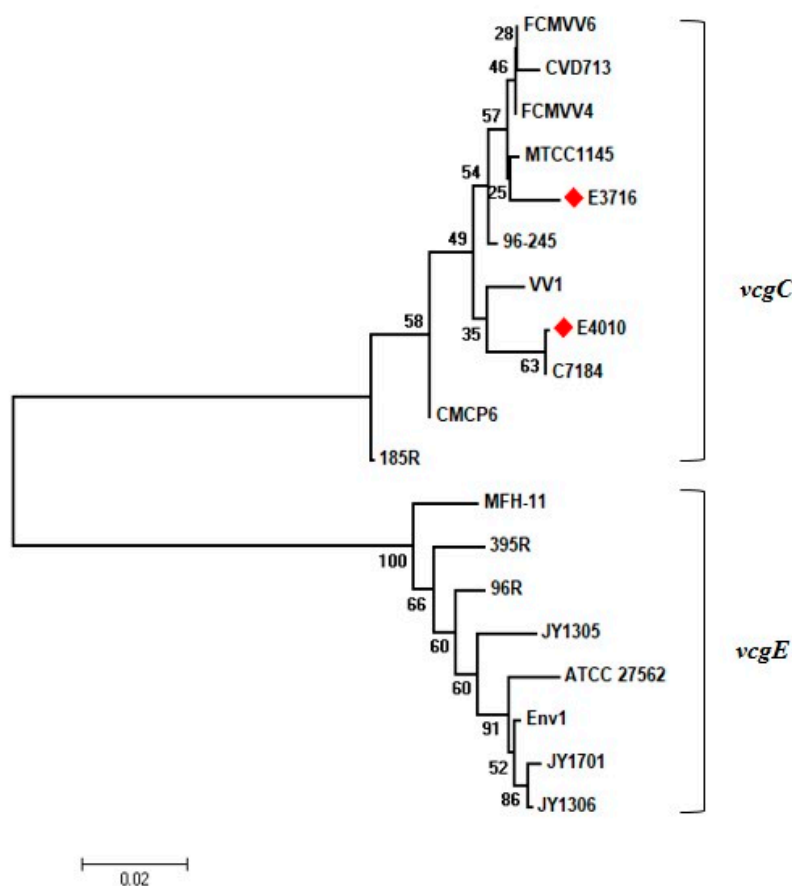 FCMVV6
28
CVD713
46
FCMVV4
57
MTCC1145
54
25
E3716
49
96-245
VV1
vcgC
58
E4010
35
63
C7184
CMCP6
185R
MFH-11
395R
100
96R
66
JY1305
60
vcgE
ATCC 27562
60
Env1
91
JY1701
52
86
JY1306
0.02